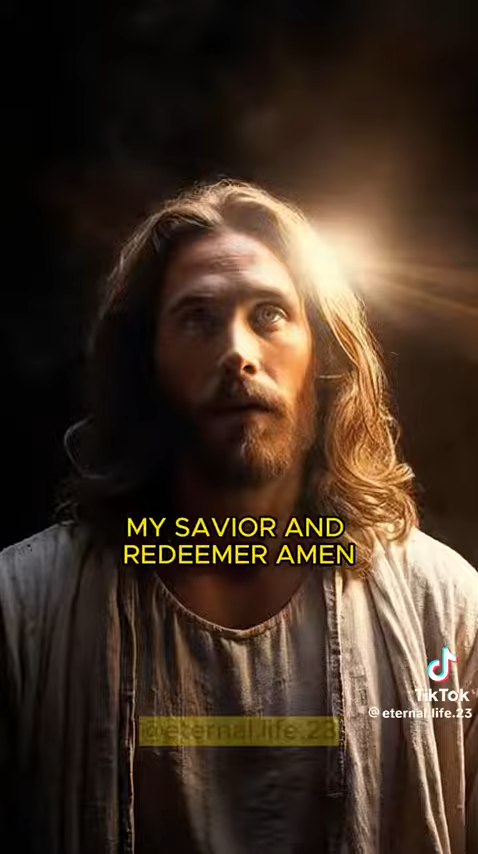 MY SAVIOR AND
REDEEMER AMEN
TikTok
@eternal.life.23
@eternal.life.23